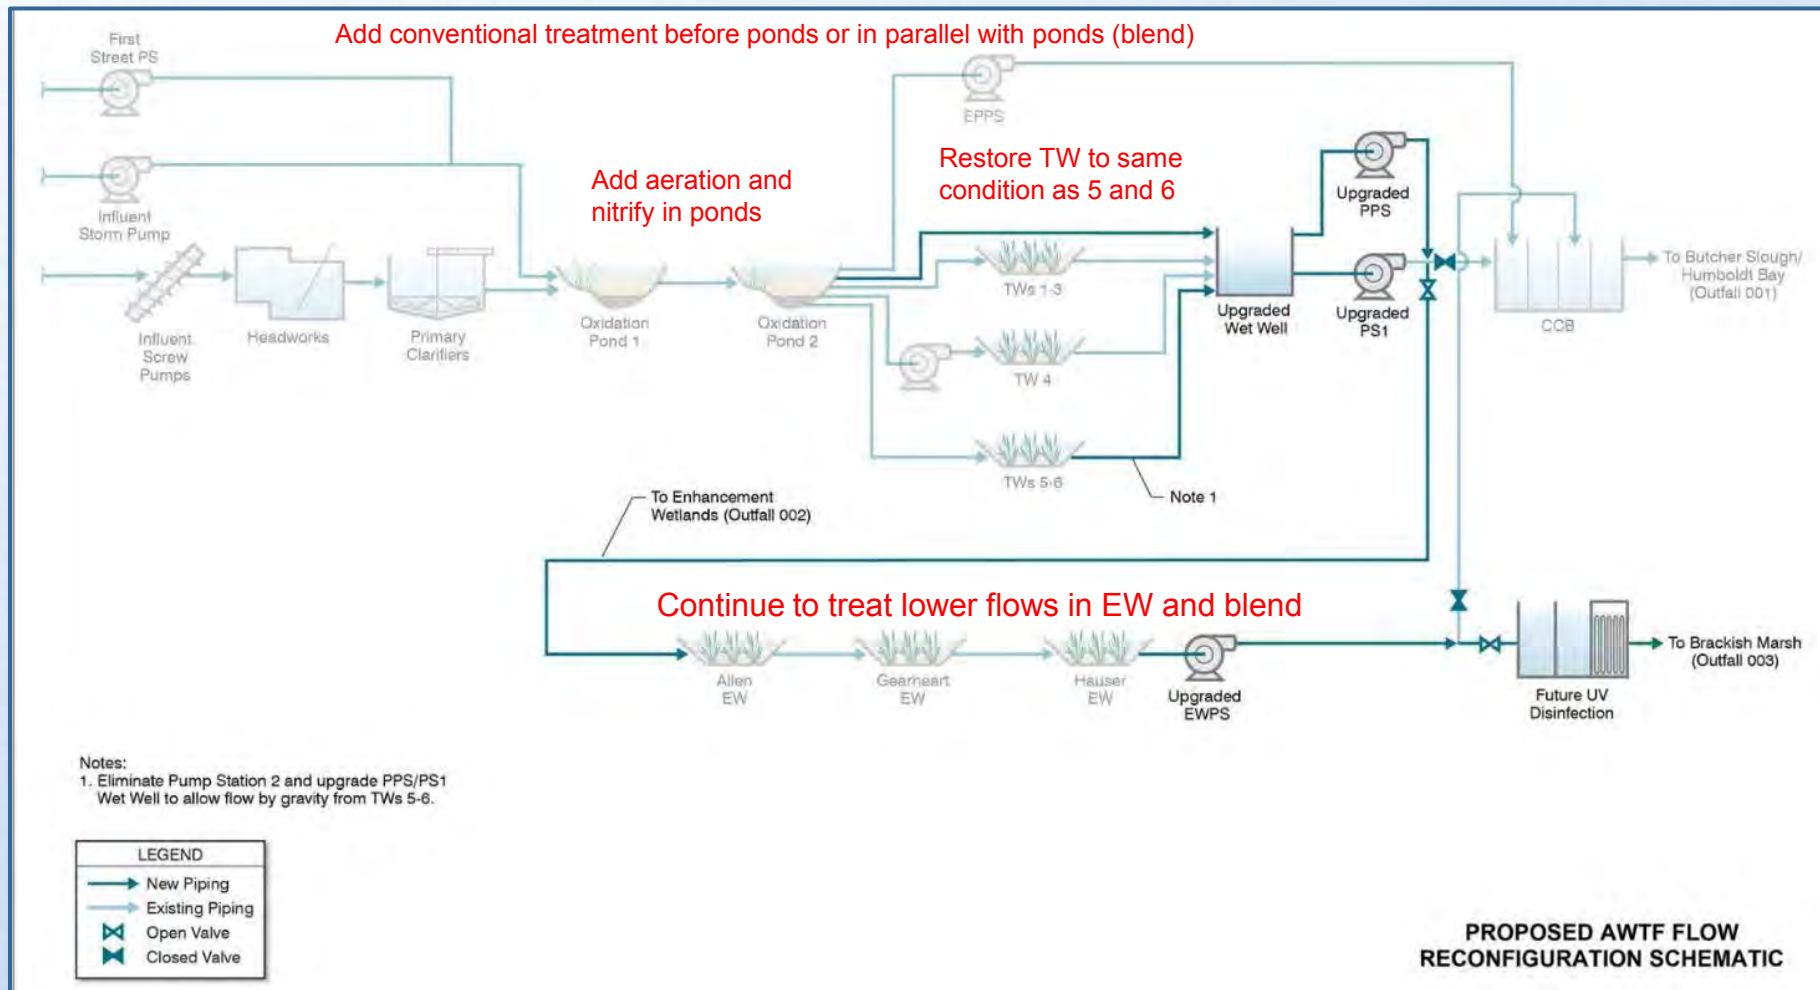 Add conventional treatment before ponds or in parallel with ponds (blend)
First
Street PS
EPPS
Influent
Storm Pump
Add aeration and
nitrify in ponds
Restore TW to same
condition as 5 and 6
Upgraded
PPS
Influent
Screw
Pumps
Headworks
Primary
Clarifiers
Oxidation
Pond 1
Oxidation
Pond 2
TWs 1-3
Upgraded
Wet Well
Upgraded
PS1
CCB
To Butcher Slough/
Humboldt Bay
(Outfall 001)
TW 4
TWs 5-6
Note 1
To Enhancement
Wetlands (Outfall 002)
Continue to treat lower flows in EW and blend
Allen
EW
Gearheart
EW
Hauser
EW
Upgraded
EWPS
Future UV
Disinfection
To Brackish Marsh
(Outfall 003)
Notes:
1. Eliminate Pump Station 2 and upgrade PPS/PS1
Wet Well to allow flow by gravity from TWs 5-6.
LEGEND
New Piping
Existing Piping
Open Valve
Closed Valve
PROPOSED AWTF FLOW
RECONFIGURATION SCHEMATIC